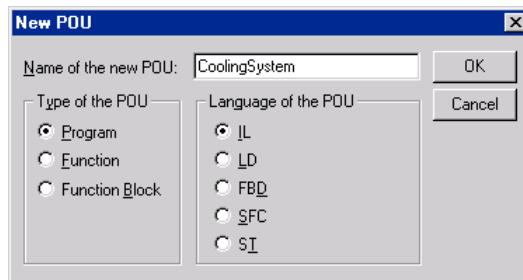 New POU
Name of the new POU: CoolingSystem OK
Cancel
Type of the POU
Program
Function
Function Block
Language of the POU
IL
LD
FBD
SFC
ST